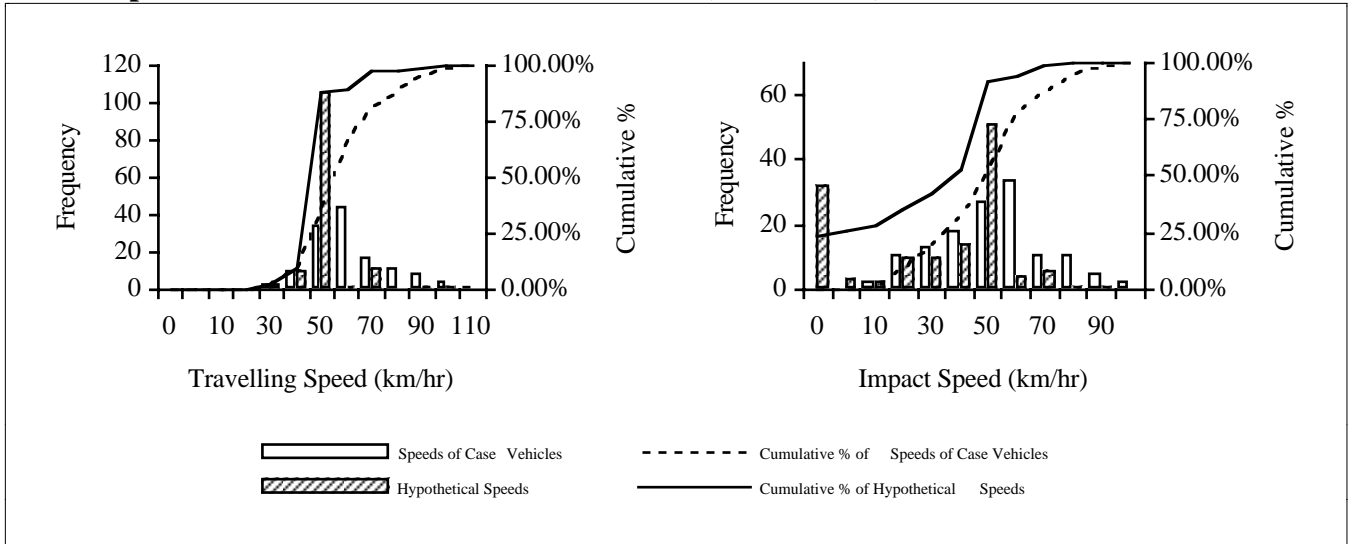 120
100
80
60
40
20
0
Frequency
100.00%
75.00%
50.00%
25.00%
0.00%
Cumulative %
0 10 30 50 70 90 110
Travelling Speed (km/hr)
60
40
20
0
Frequency
100.00%
75.00%
50.00%
25.00%
0.00%
Cumulative %
0 10 30 50 70 90
Impact Speed (km/hr)
Speeds of Case Vehicles
Cumulative % of Speeds of Case Vehicles
Hypothetical Speeds
Cumulative % of Hypothetical Speeds